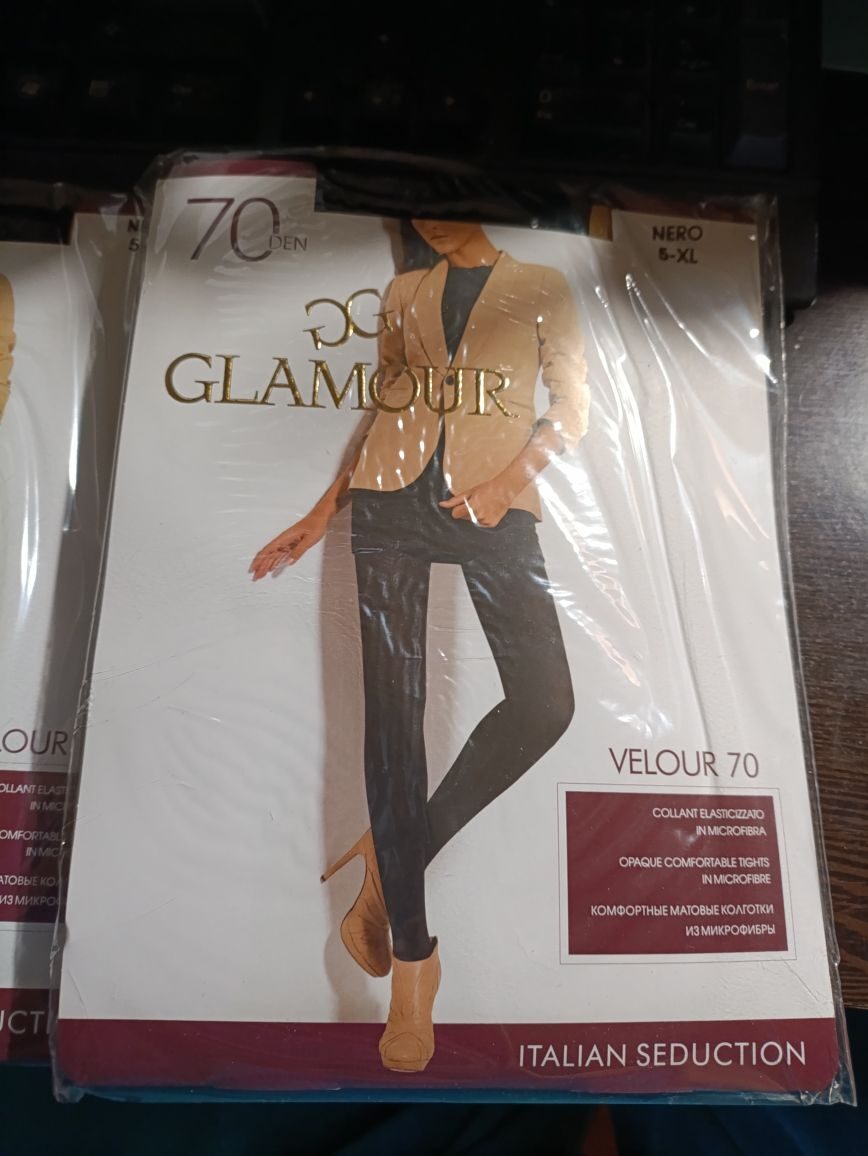 70 DEN
NERO
5-XL
GLAMOUR
VELOUR 70
COLLANT ELASTICIZZATO
IN MICROFIBRA
OPAQUE COMFORTABLE TIGHTS
IN MICROFIBRE
КОМФОРТНЫЕ МАТОВЫЕ КОЛГОТКИ
ИЗ МИКРОФИБРЫ
ITALIAN SEDUCTION